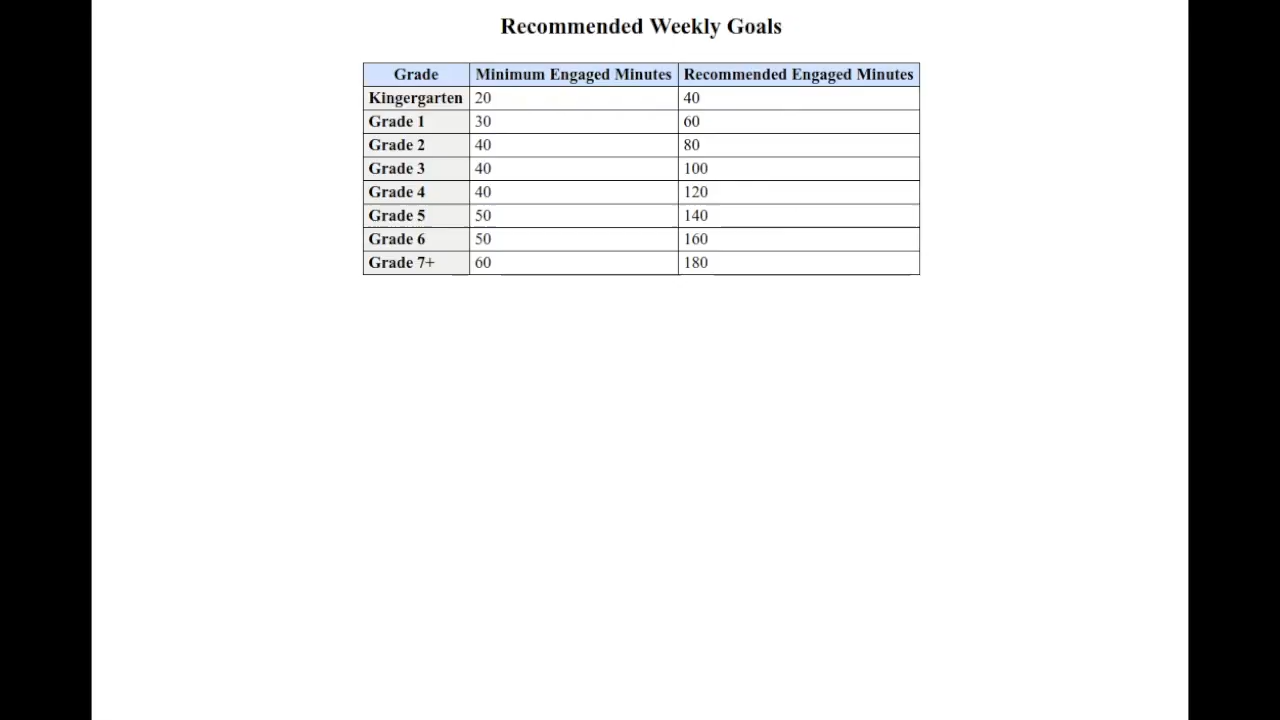 Recommended Weekly Goals
Grade Minimum Engaged Minutes Recommended Engaged Minutes
Kingergarten 20 40
Grade 1 30 60
Grade 2 40 80
Grade 3 40 100
Grade 4 40 120
Grade 5 50 140
Grade 6 50 160
Grade 7+ 60 180